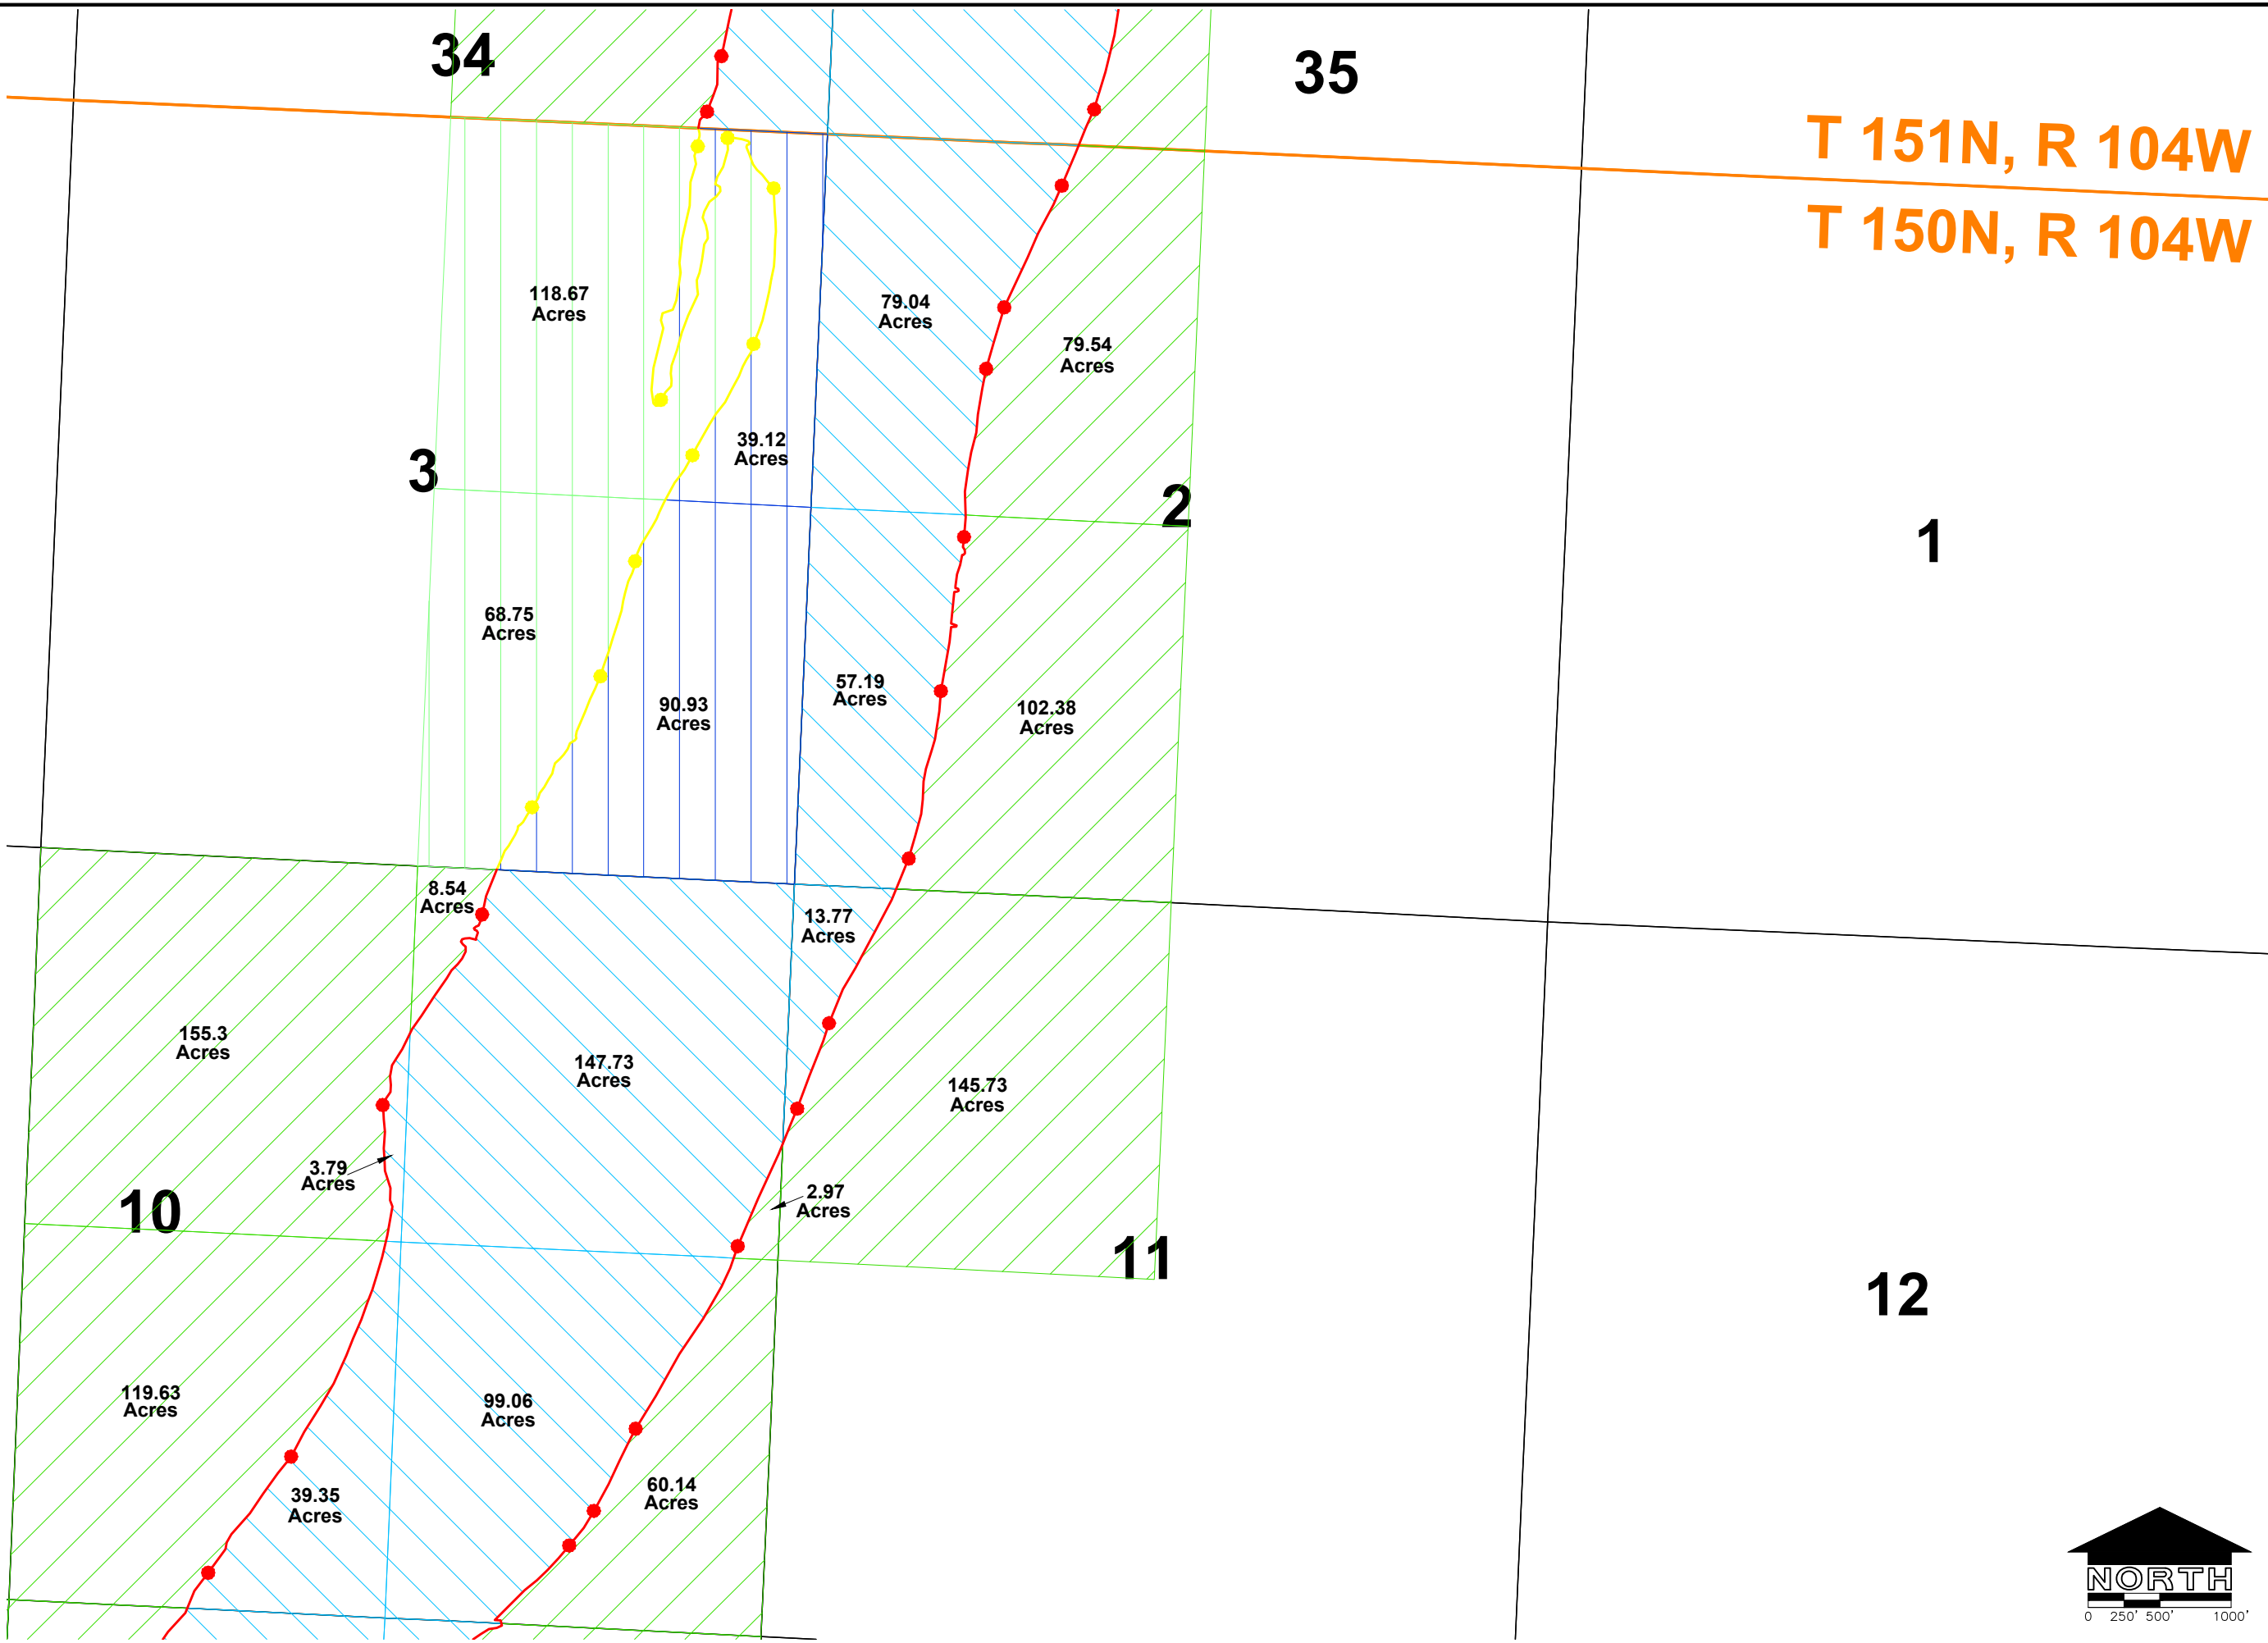 34
35
T 151N, R 104W
T 150N, R 104W
118.67
Acres
79.04
Acres
79.54
Acres
39.12
Acres
3
2
1
68.75
Acres
90.93
Acres
57.19
Acres
102.38
Acres
8.54
Acres
13.77
Acres
155.3
Acres
147.73
Acres
145.73
Acres
3.79
Acres
2.97
Acres
10
11
12
119.63
Acres
99.06
Acres
39.35
Acres
60.14
Acres
NORTH
0 250' 500' 1000'